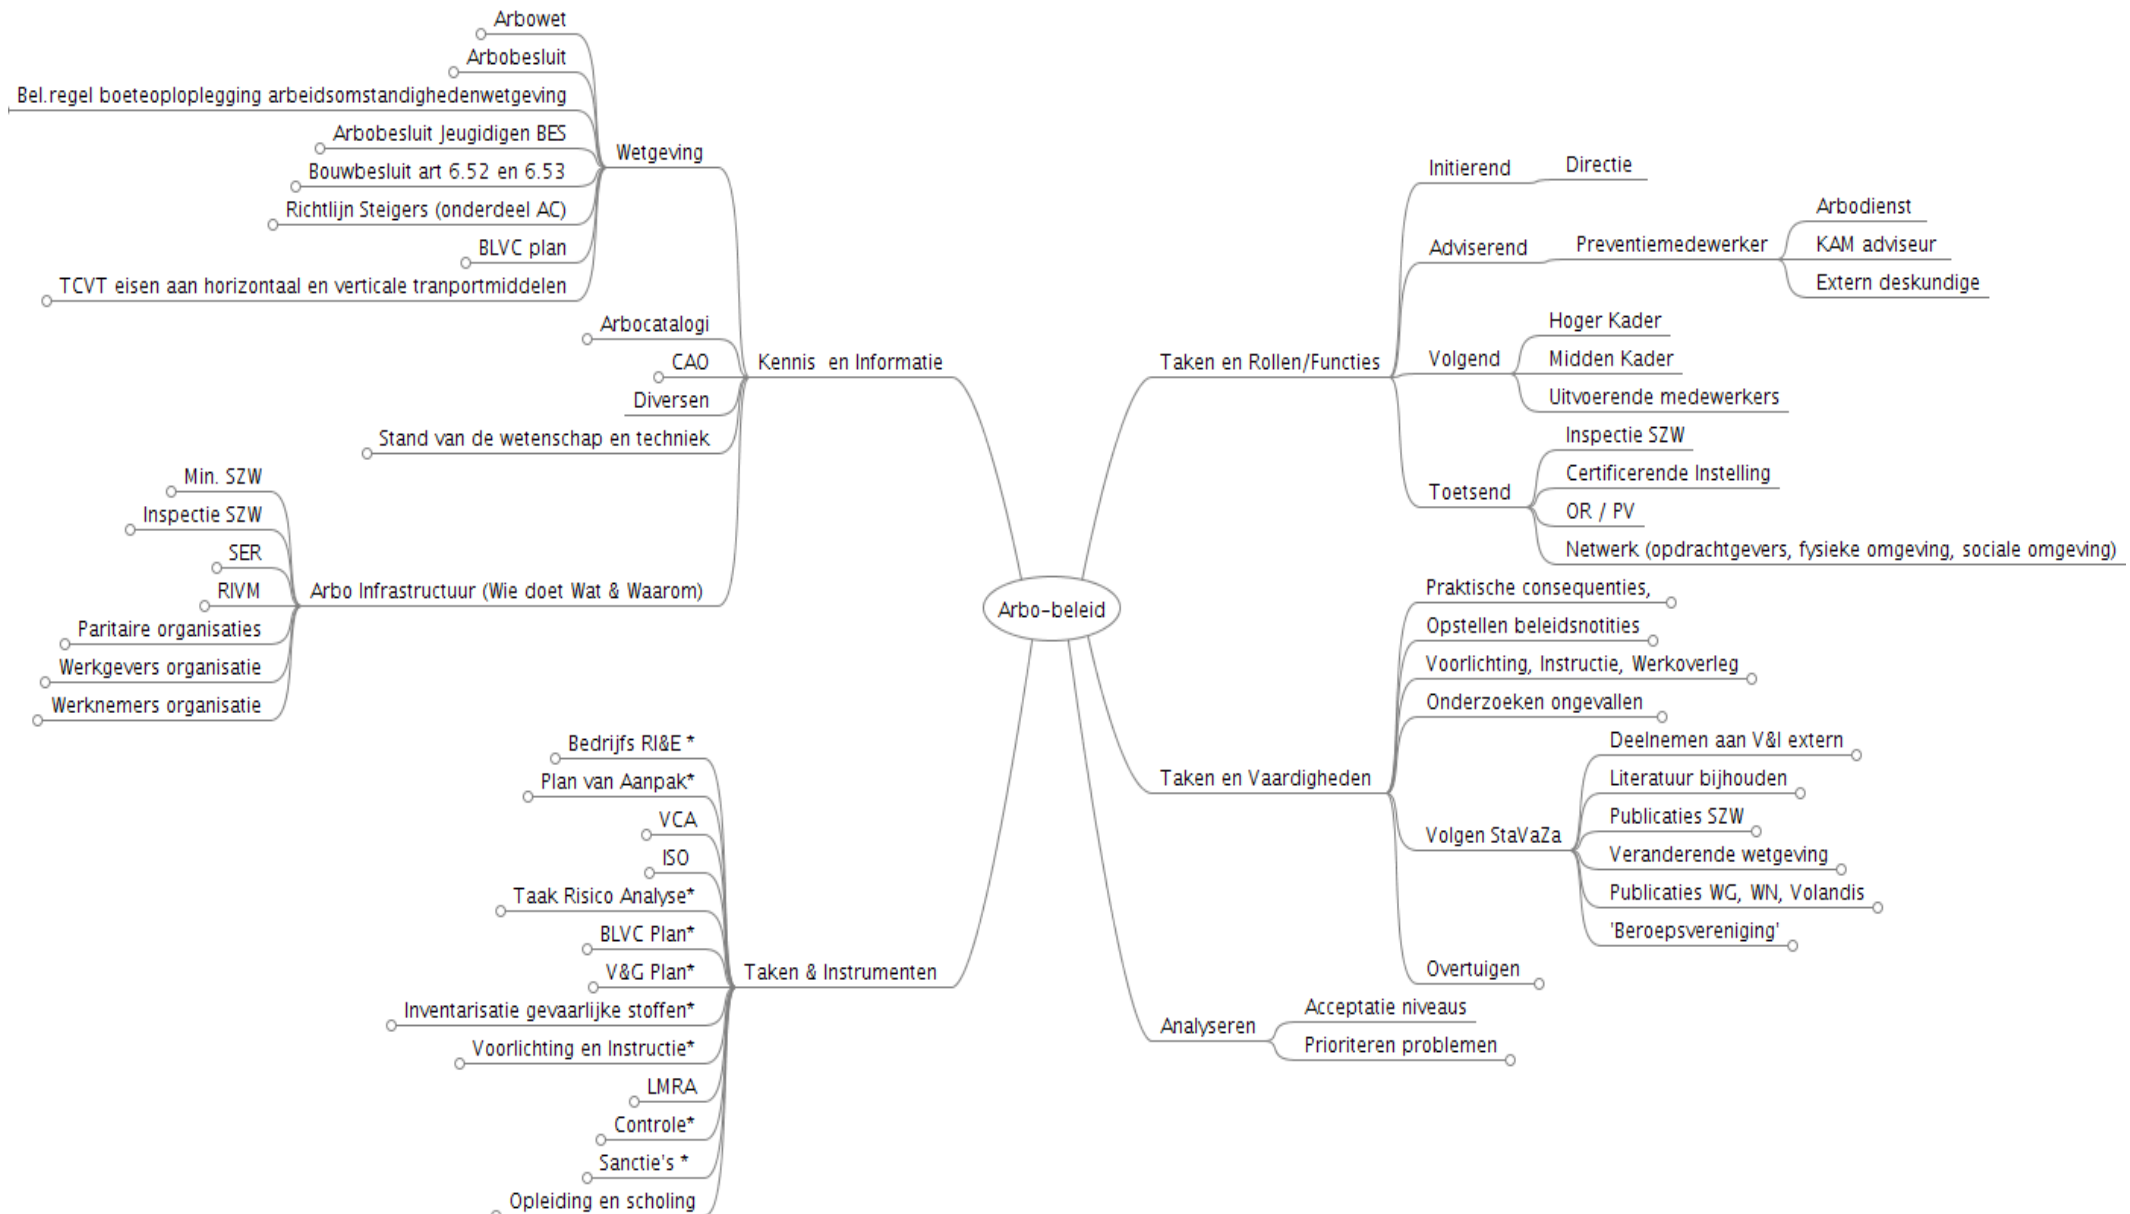 Arbo-beleid
Kennis en Informatie
Wetgeving
Arbowet
Arbobesluit
Bel.regel boeteoploplegging arbeidsomstandighedenwetgeving
Arbobesluit Jeugidigen BES
Bouwbesluit art 6.52 en 6.53
Richtlijn Steigers (onderdeel AC)
BLVC plan
TCVT eisen aan horizontaal en verticale tranportmiddelen
Arbocatalogi
CAO
Diversen
Stand van de wetenschap en techniek
Arbo Infrastructuur (Wie doet Wat & Waarom)
Min. SZW
Inspectie SZW
SER
RIVM
Paritaire organisaties
Werkgevers organisatie
Werknemers organisatie
Taken & Instrumenten
Bedrijfs RI&E *
Plan van Aanpak*
VCA
ISO
Taak Risico Analyse*
BLVC Plan*
V&G Plan*
Inventarisatie gevaarlijke stoffen*
Voorlichting en Instructie*
LMRA
Controle*
Sanctie's *
Opleiding en scholing
Taken en Rollen/Functies
Initierend
Directie
Adviserend
Preventiemedewerker
Arbodienst
KAM adviseur
Extern deskundige
Volgend
Hoger Kader
Midden Kader
Uitvoerende medewerkers
Toetsend
Inspectie SZW
Certificerende Instelling
OR / PV
Netwerk (opdrachtgevers, fysieke omgeving, sociale omgeving)
Taken en Vaardigheden
Praktische consequenties,
Opstellen beleidsnotities
Voorlichting, Instructie, Werkoverleg
Onderzoeken ongevallen
Volgen StaVaZa
Deelnemen aan V&I extern
Literatuur bijhouden
Publicaties SZW
Veranderende wetgeving
Publicaties WG, WN, Volandis
'Beroepsvereniging'
Overtuigen
Analyseren
Acceptatie niveaus
Prioriteren problemen